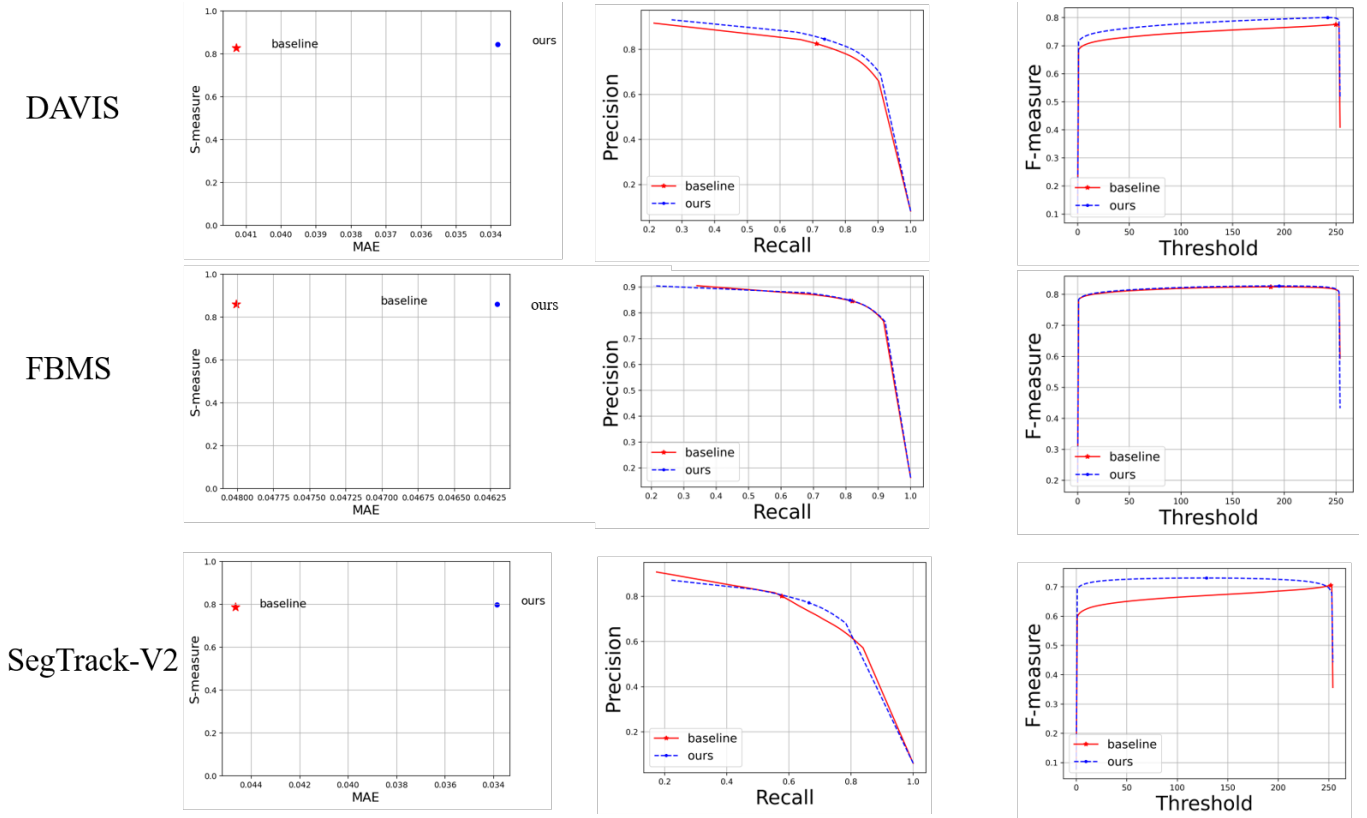 DAVIS
1.0
0.8
0.6
0.4
0.2
0.0
S-measure
baseline
ours
0.041 0.040 0.039 0.038 0.037 0.036 0.035 0.034
MAE
0.8
0.6
0.4
0.2
Precision
baseline
ours
0.2 0.3 0.4 0.5 0.6 0.7 0.8 0.9 1.0
Recall
0.8
0.7
0.6
0.5
0.4
0.3
0.2
0.1
F-measure
baseline
ours
0 50 100 150 200 250
Threshold
FBMS
1.0
0.8
0.6
0.4
0.2
0.0
S-measure
baseline
ours
0.04800 0.04775 0.04750 0.04725 0.04700 0.04675 0.04650 0.04625
MAE
0.9
0.8
0.7
0.6
0.5
0.4
0.3
0.2
Precision
baseline
ours
0.2 0.3 0.4 0.5 0.6 0.7 0.8 0.9 1.0
Recall
0.8
0.7
0.6
0.5
0.4
0.3
0.2
F-measure
baseline
ours
0 50 100 150 200 250
Threshold
SegTrack-V2
1.0
0.8
0.6
0.4
0.2
0.0
S-measure
baseline
ours
0.044 0.042 0.040 0.038 0.036 0.034
MAE
0.8
0.6
0.4
0.2
Precision
baseline
ours
0.2 0.4 0.6 0.8 1.0
Recall
0.7
0.6
0.5
0.4
0.3
0.2
0.1
F-measure
baseline
ours
0 50 100 150 200 250
Threshold